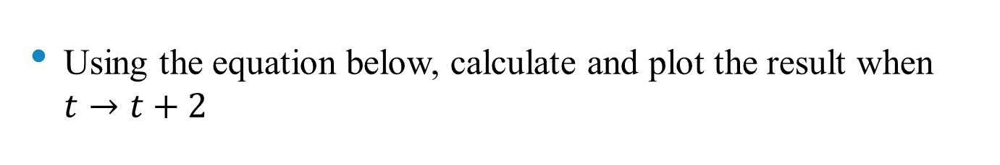 • Using the equation below, calculate and plot the result when
t → t + 2